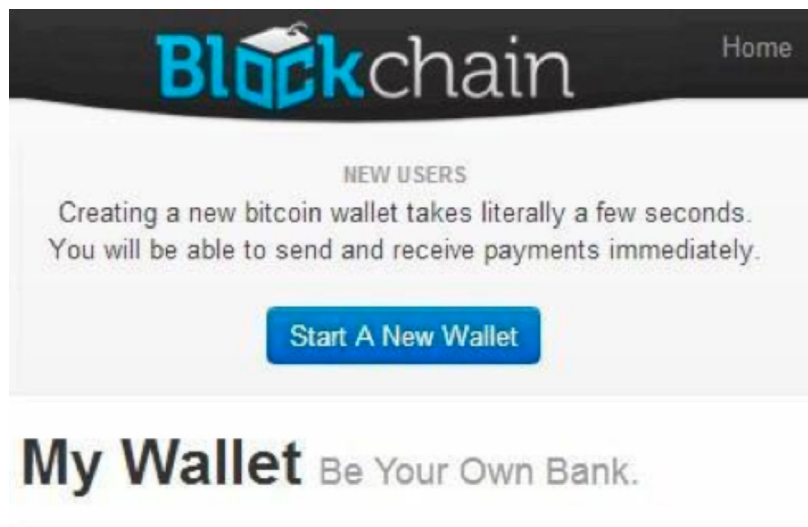 Blockchain
Home
NEW USERS
Creating a new bitcoin wallet takes literally a few seconds.
You will be able to send and receive payments immediately.
Start A New Wallet
My Wallet Be Your Own Bank.